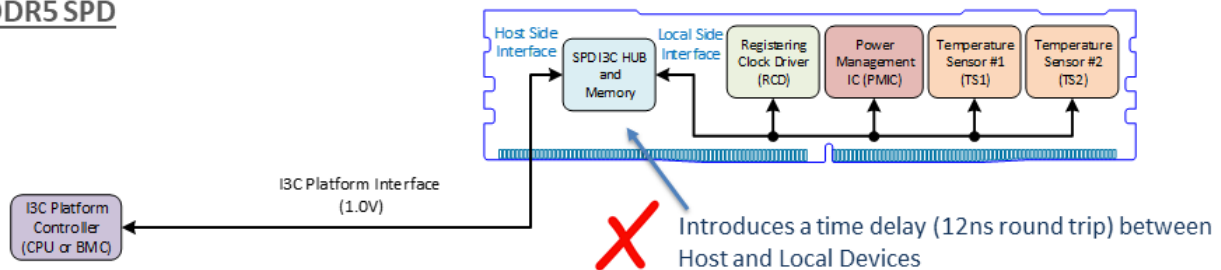 DDR5 SPD
Host Side
Interface
SPD I3C HUB
and
Memory
Local Side
Interface
Registering
Clock Driver
(RCD)
Power
Management
IC (PMIC)
Temperature
Sensor #1
(TS1)
Temperature
Sensor #2
(TS2)
I3C Platform Interface
(1.0V)
I3C Platform
Controller
(CPU or BMC)
Introduces a time delay (12ns round trip) between
Host and Local Devices